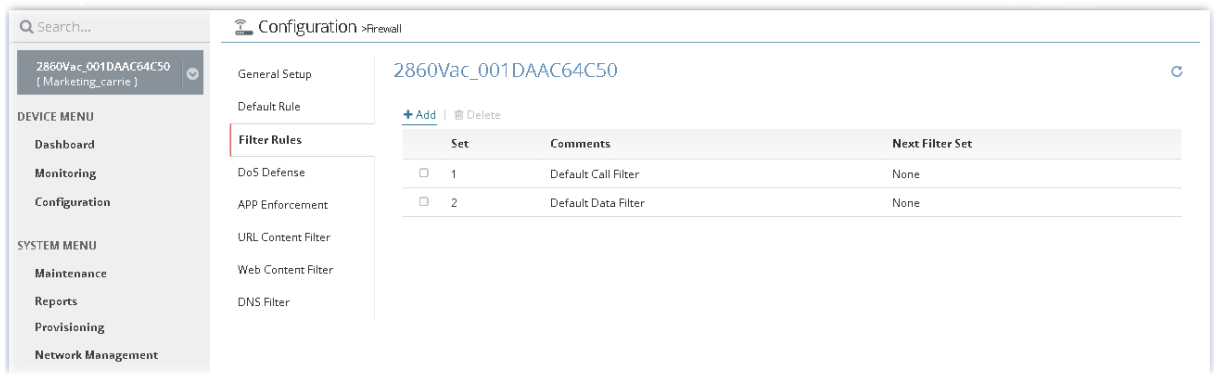 Search...
Configuration >Firewall
2860Vac_001DAAC64C50
[ Marketing_carrie ]
DEVICE MENU
Dashboard
Monitoring
Configuration
SYSTEM MENU
Maintenance
Reports
Provisioning
Network Management
General Setup
Default Rule
Filter Rules
DoS Defense
APP Enforcement
URL Content Filter
Web Content Filter
DNS Filter
2860Vac_001DAAC64C50
+ Add | Delete
Set Comments Next Filter Set
1 Default Call Filter None
2 Default Data Filter None